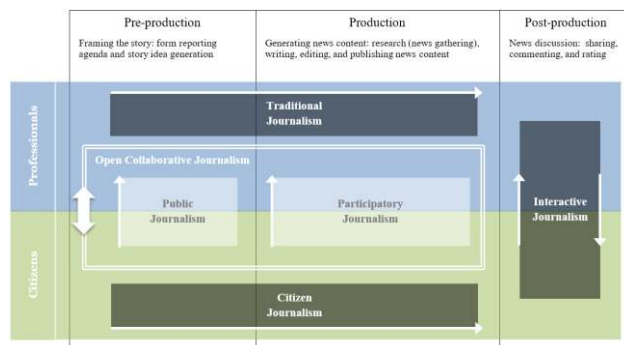 Pre-production
Production
Post-production
Framing the story: form reporting
agenda and story idea generation
Generating news content: research (news gathering),
writing, editing, and publishing news content
News discussion: sharing,
commenting, and rating
Professionals
Traditional
Journalism
Open Collaborative Journalism
Public
Journalism
Participatory
Journalism
Interactive
Journalism
Citizens
Citizen
Journalism